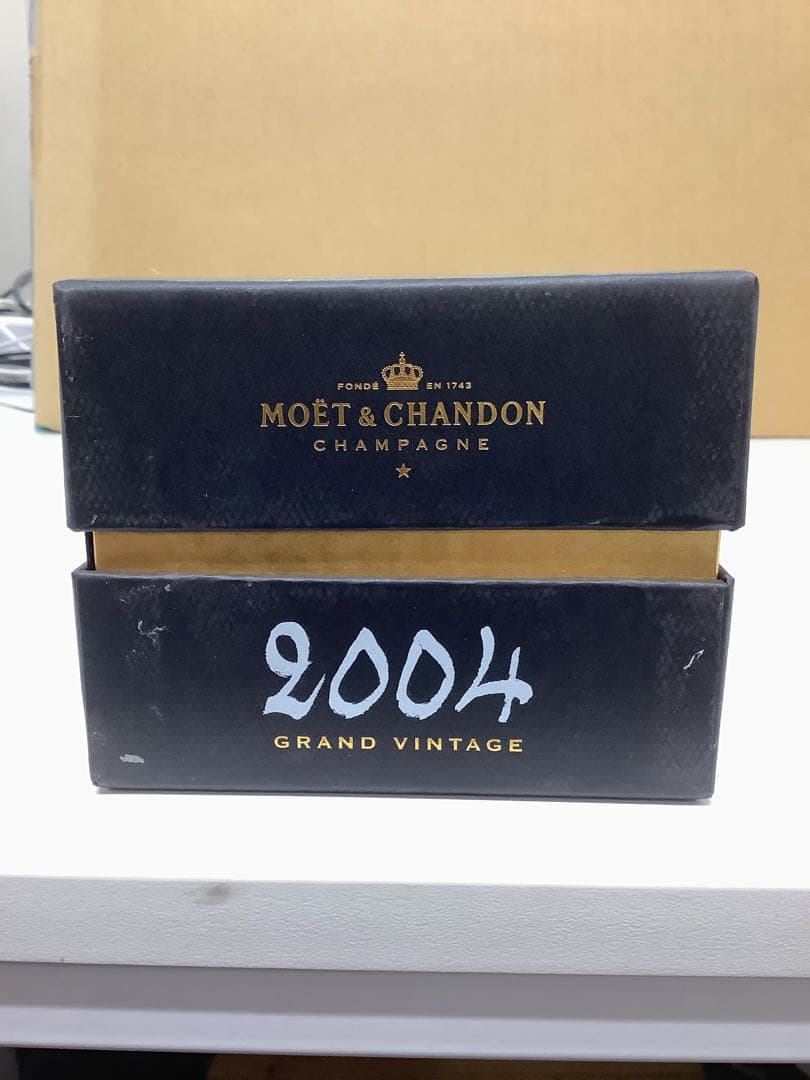 FONDÉ EN 1743
MOËT & CHANDON
CHAMPAGNE
2004
GRAND VINTAGE